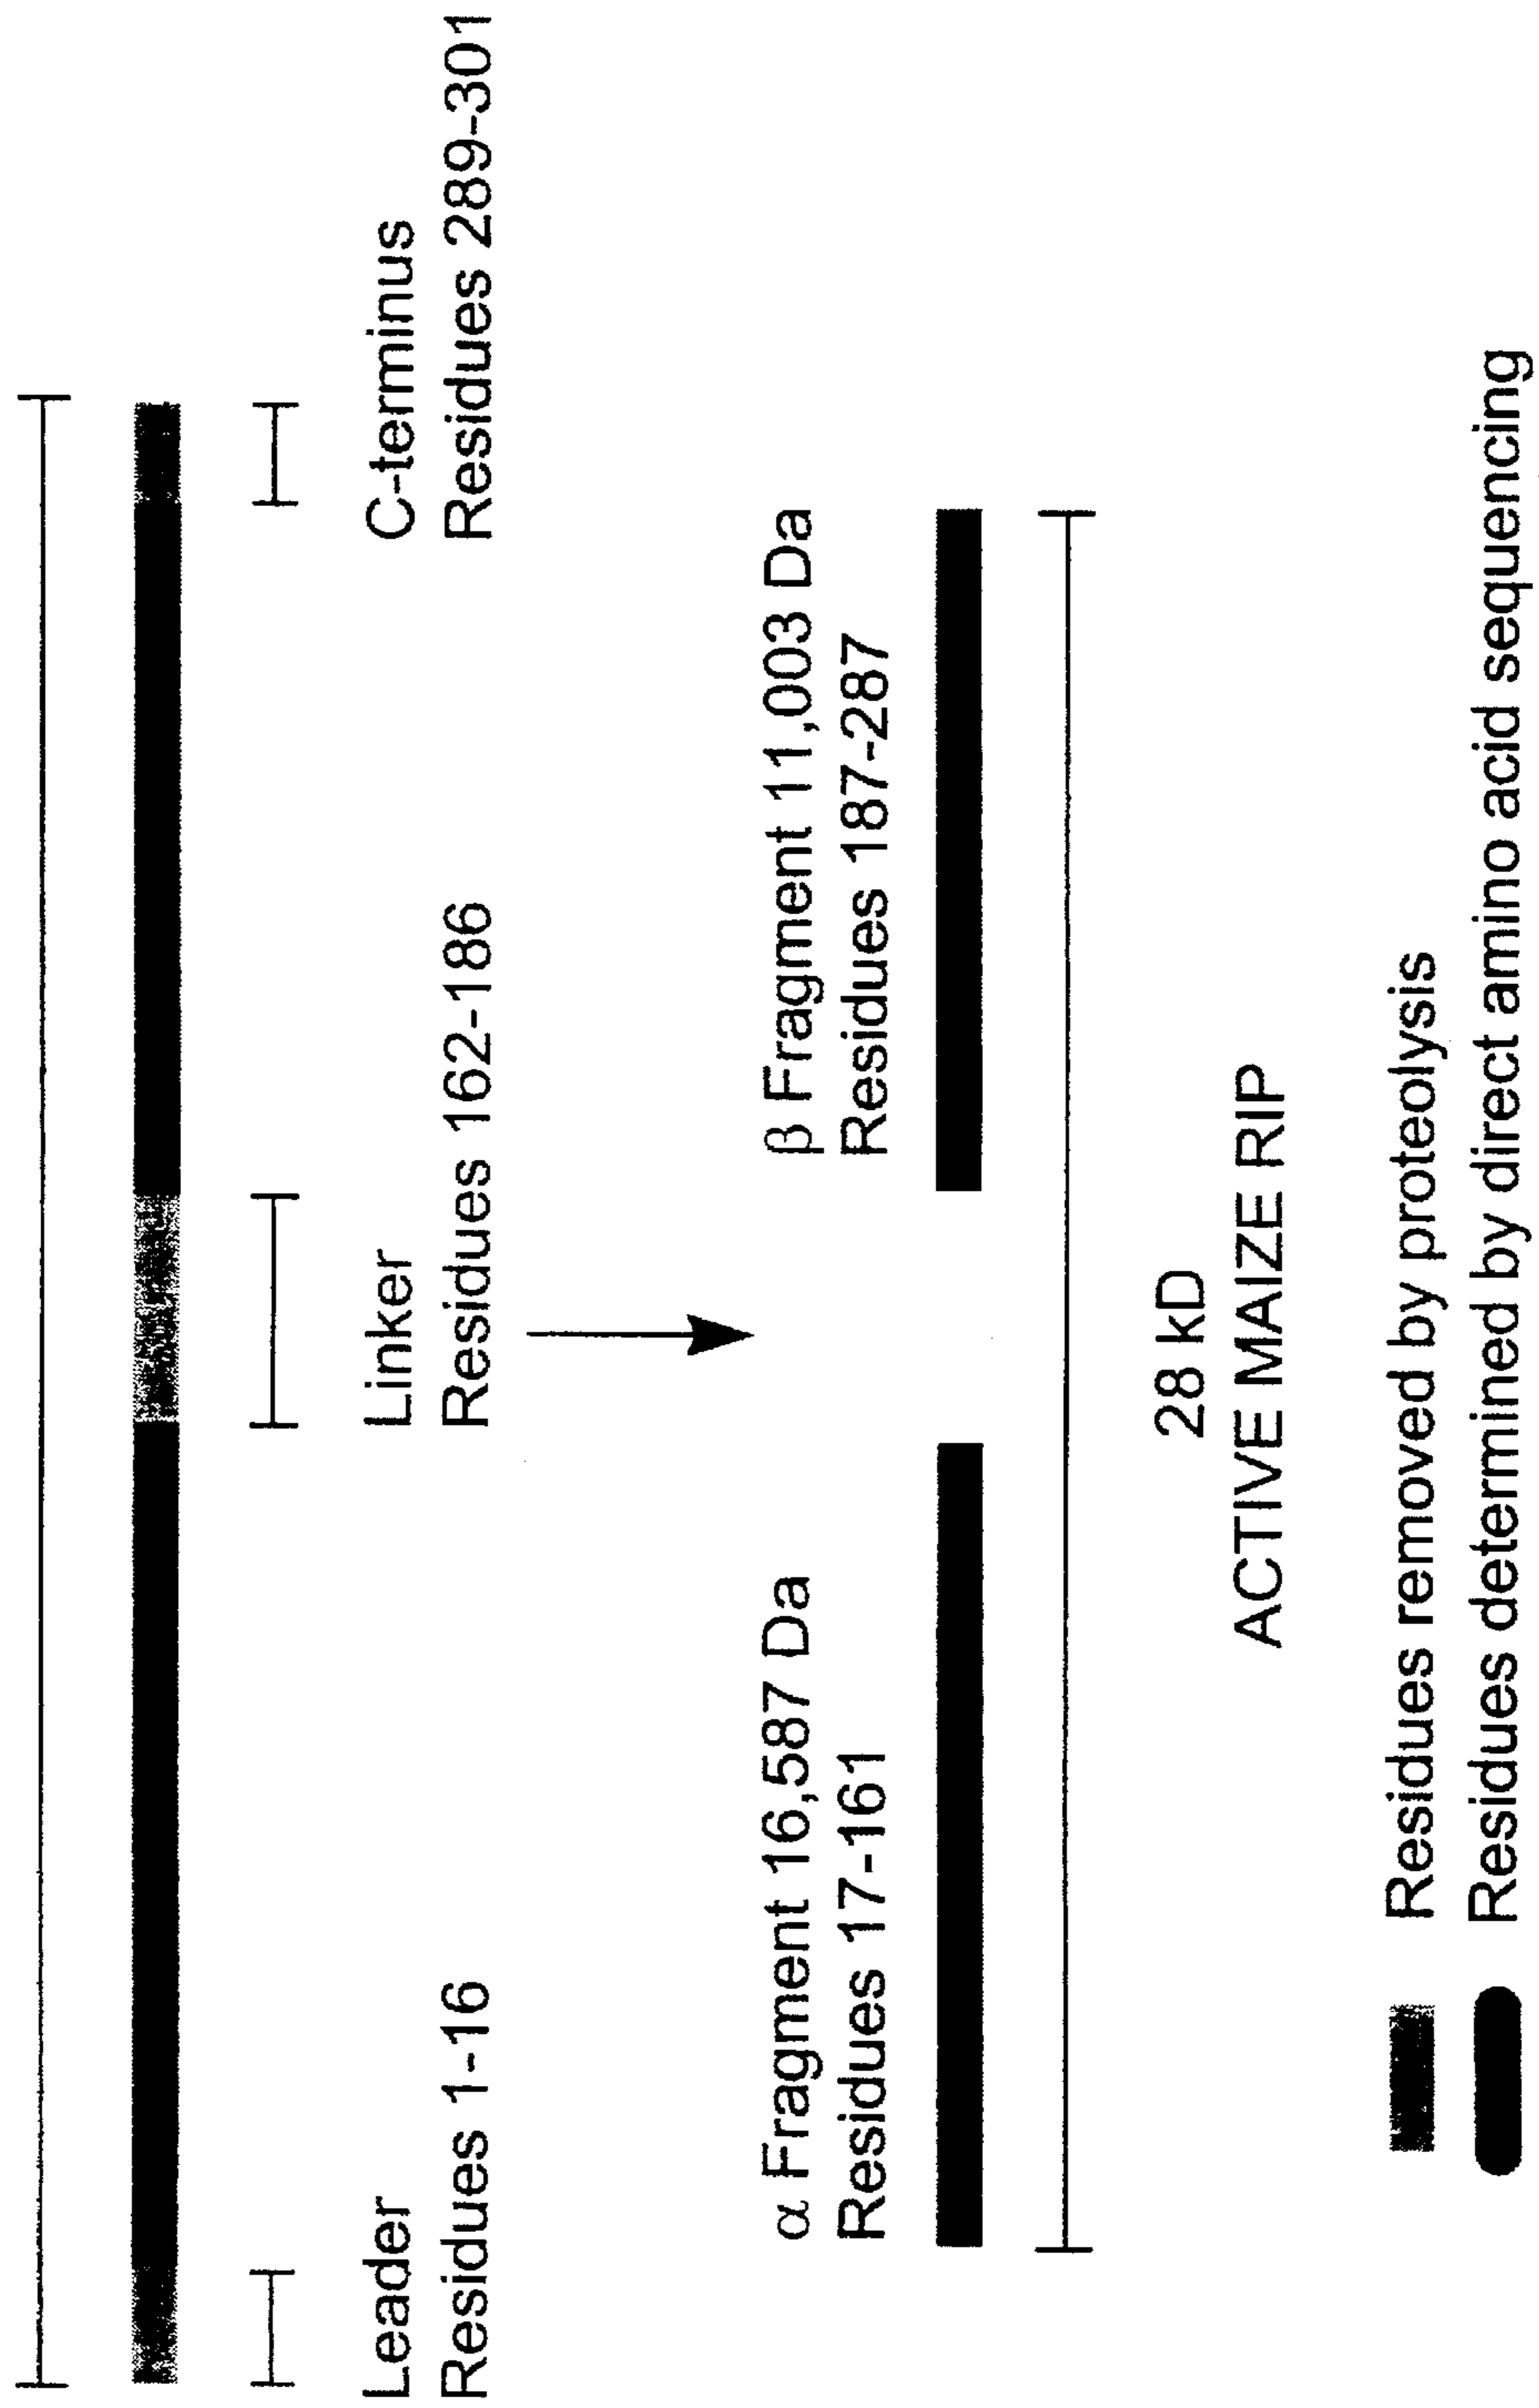 Leader
Residues 1-16
Linker
Residues 162-186
C-terminus
Residues 289-301
α Fragment 16,587 Da
Residues 17-161
β Fragment 11,003 Da
Residues 187-287
28 kD
ACTIVE MAIZE RIP
Residues removed by proteolysis
Residues determined by direct amino acid sequencing